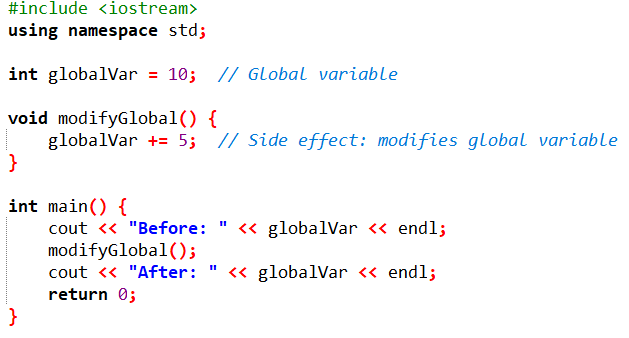 #include <iostream>
using namespace std;
int globalVar = 10;  // Global variable
void modifyGlobal() {
    globalVar += 5;  // Side effect: modifies global variable
}
int main() {
    cout << "Before: " << globalVar << endl;
    modifyGlobal();
    cout << "After: " << globalVar << endl;
    return 0;
}